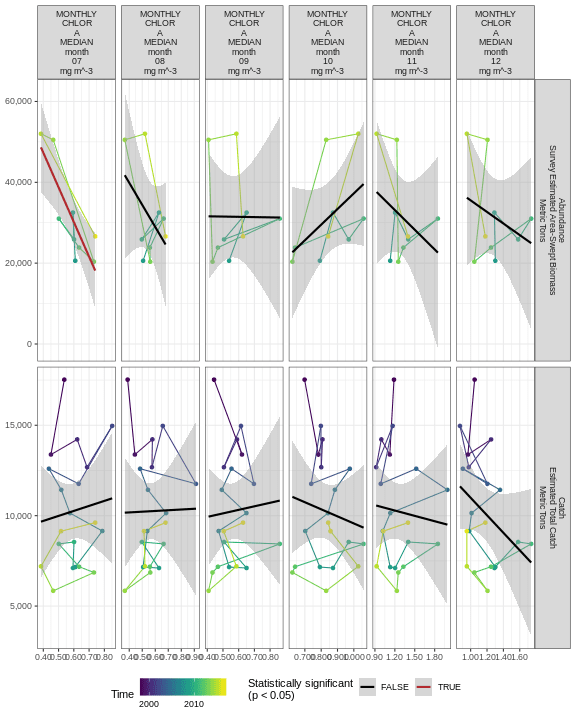 MONTHLY
CHLOR
A
MEDIAN
month
07
mg m^-3
MONTHLY
CHLOR
A
MEDIAN
month
08
mg m^-3
MONTHLY
CHLOR
A
MEDIAN
month
09
mg m^-3
MONTHLY
CHLOR
A
MEDIAN
month
10
mg m^-3
MONTHLY
CHLOR
A
MEDIAN
month
11
mg m^-3
MONTHLY
CHLOR
A
MEDIAN
month
12
mg m^-3
60,000
40,000
20,000
0
Abundance
Survey Estimated Area-Swept Biomass
Metric Tons
15,000
10,000
5,000
Catch
Estimated Total Catch
Metric Tons
0.40 0.50 0.60 0.70 0.80
0.40 0.50 0.60 0.70 0.80 0.90
0.40 0.50 0.60 0.70 0.80
0.700 0.800 0.900 1.000
0.90 1.20 1.50 1.80
1.00 1.20 1.40 1.60
Time
2000 2010
Statistically significant
(p < 0.05)
FALSE
TRUE